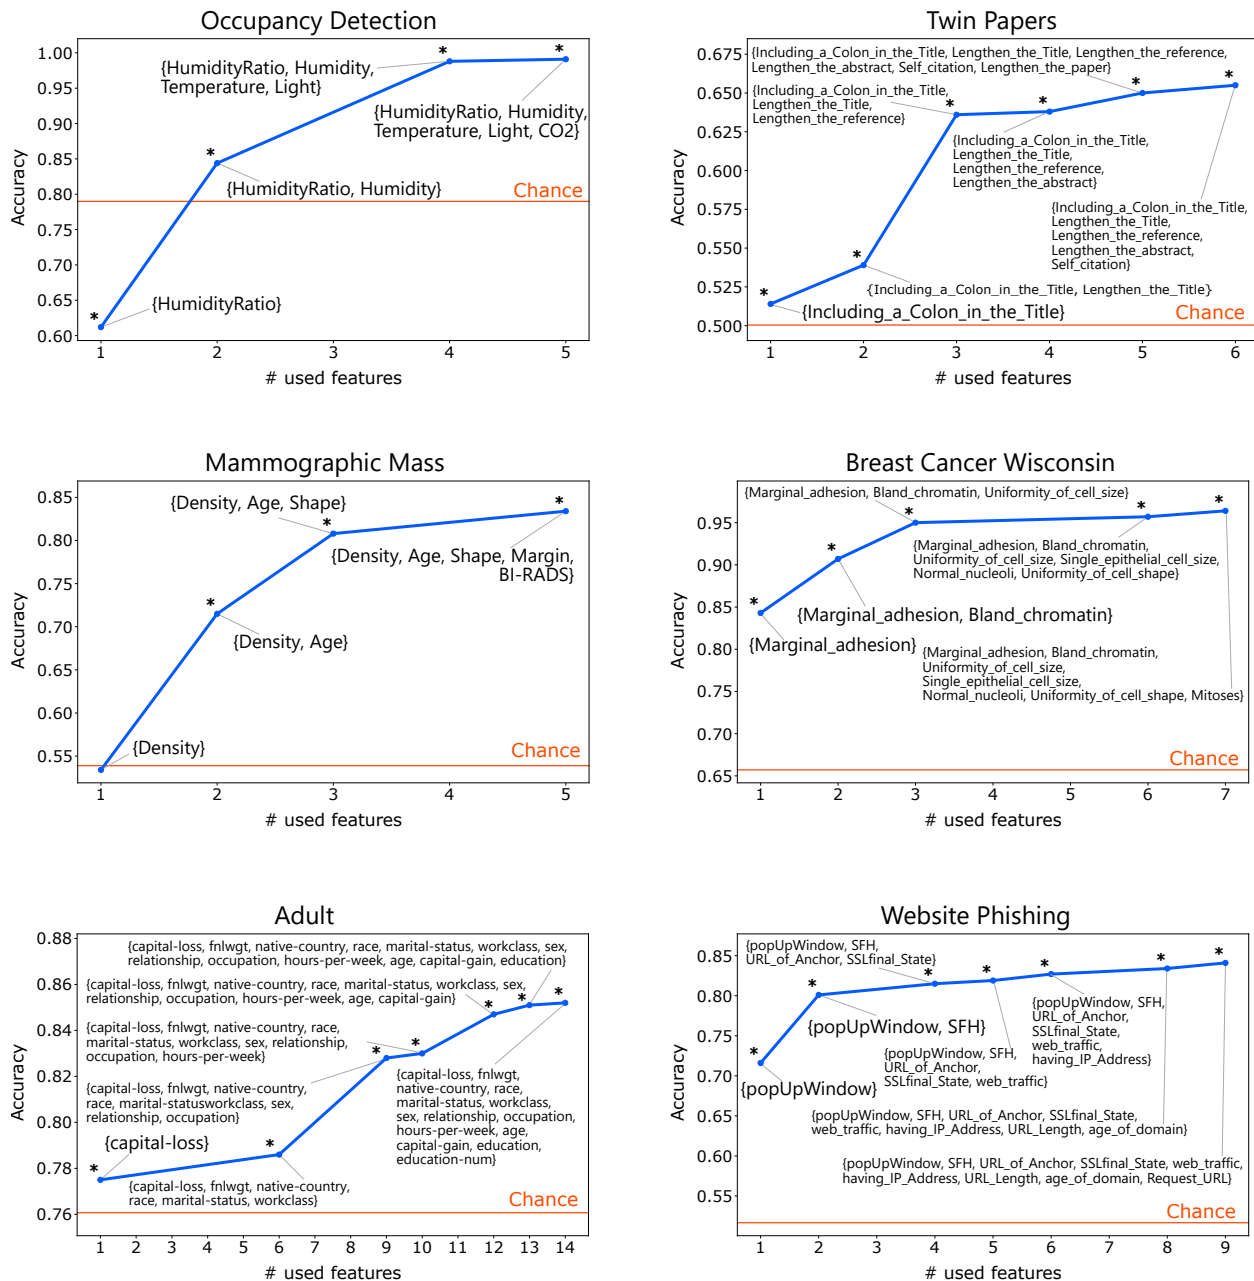 Occupancy Detection
1.00
0.95
0.90
0.85
0.80
0.75
0.70
0.65
0.60
Accuracy
*
*
*
*
{HumidityRatio, Humidity,
Temperature, Light}
{HumidityRatio, Humidity,
Temperature, Light, CO2}
{HumidityRatio, Humidity}
Chance
{HumidityRatio}
1 2 3 4 5
# used features
Twin Papers
0.675
0.650
0.625
0.600
0.575
0.550
0.525
0.500
Accuracy
{Including_a_Colon_in_the_Title, Lengthen_the_Title, Lengthen_the_reference,
Lengthen_the_abstract, Self_citation, Lengthen_the_paper}
{Including_a_Colon_in_the_Title,
Lengthen_the_Title,
Lengthen_the_reference}
*
*
*
*
*
*
{Including_a_Colon_in_the_Title,
Lengthen_the_Title,
Lengthen_the_reference,
Lengthen_the_abstract}
{Including_a_Colon_in_the_Title,
Lengthen_the_Title,
Lengthen_the_reference,
Lengthen_the_abstract,
Self_citation}
{Including_a_Colon_in_the_Title, Lengthen_the_Title}
{Including_a_Colon_in_the_Title}
Chance
1 2 3 4 5 6
# used features
Mammographic Mass
0.85
0.80
0.75
0.70
0.65
0.60
0.55
Accuracy
{Density, Age, Shape}
*
*
*
{Density, Age, Shape, Margin,
BI-RADS}
{Density, Age}
{Density}
Chance
1 2 3 4 5
# used features
Breast Cancer Wisconsin
0.95
0.90
0.85
0.80
0.75
0.70
0.65
Accuracy
{Marginal_adhesion, Bland_chromatin, Uniformity_of_cell_size}
*
*
*
*
*
{Marginal_adhesion, Bland_chromatin,
Uniformity_of_cell_size, Single_epithelial_cell_size,
Normal_nucleoli, Uniformity_of_cell_shape}
{Marginal_adhesion, Bland_chromatin}
{Marginal_adhesion}
{Marginal_adhesion, Bland_chromatin,
Uniformity_of_cell_size,
Single_epithelial_cell_size,
Normal_nucleoli, Uniformity_of_cell_shape, Mitoses}
Chance
1 2 3 4 5 6 7
# used features
Adult
0.88
0.86
0.84
0.82
0.80
0.78
0.76
Accuracy
{capital-loss, fnlwgt, native-country, race, marital-status, workclass, sex,
relationship, occupation, hours-per-week, age, capital-gain, education}
{capital-loss, fnlwgt, native-country, race, marital-status, workclass, sex,
relationship, occupation, hours-per-week, age, capital-gain}
*
*
*
*
*
*
*
{capital-loss, fnlwgt, native-country, race,
marital-status, workclass, sex, relationship,
occupation, hours-per-week}
{capital-loss, fnlwgt, native-country,
race, marital-statusworkclass, sex,
relationship, occupation}
{capital-loss, fnlwgt,
native-country, race,
marital-status, workclass,
sex, relationship, occupation,
hours-per-week, age,
capital-gain, education,
education-num}
{capital-loss}
{capital-loss, fnlwgt, native-country,
race, marital-status, workclass}
Chance
1 2 3 4 5 6 7 8 9 10 11 12 13 14
# used features
Website Phishing
0.85
0.80
0.75
0.70
0.65
0.60
0.55
Accuracy
{popUpWindow, SFH,
URL_of_Anchor, SSLfinal_State}
*
*
*
*
*
*
*
{popUpWindow, SFH}
{popUpWindow, SFH,
URL_of_Anchor,
SSLfinal_State,
web_traffic,
having_IP_Address}
{popUpWindow, SFH,
URL_of_Anchor,
SSLfinal_State, web_traffic}
{popUpWindow}
{popUpWindow, SFH, URL_of_Anchor, SSLfinal_State,
web_traffic, having_IP_Address, URL_Length, age_of_domain}
{popUpWindow, SFH, URL_of_Anchor, SSLfinal_State, web_traffic,
having_IP_Address, URL_Length, age_of_domain, Request_URL}
Chance
1 2 3 4 5 6 7 8 9
# used features